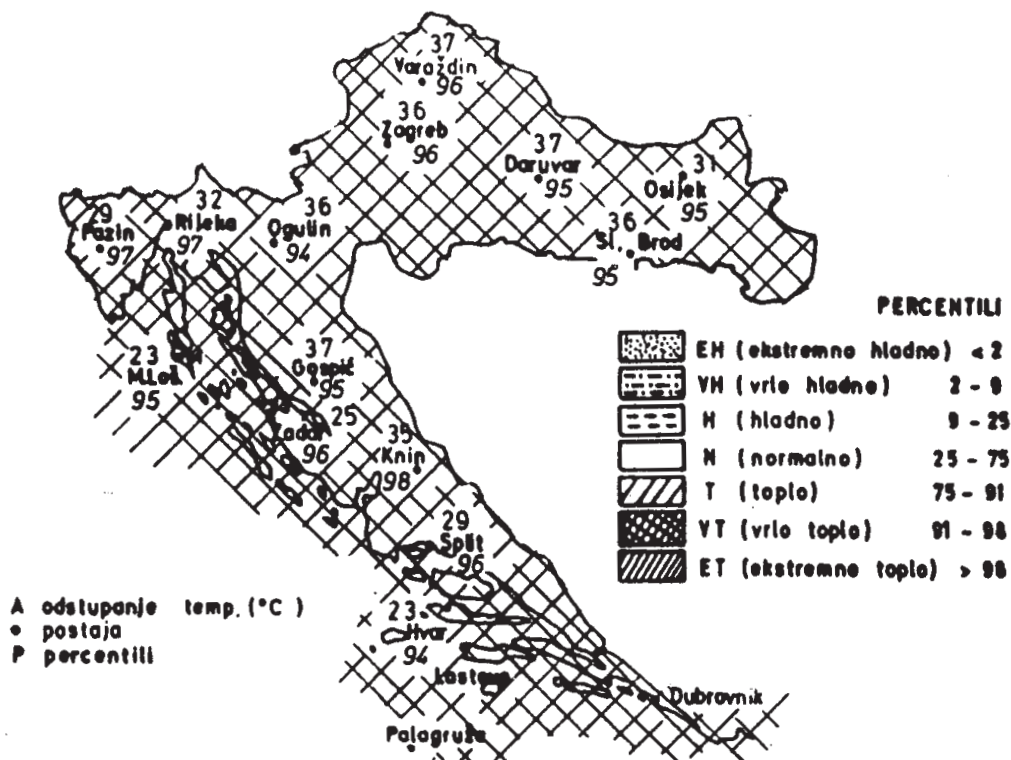 37
Varaždin
96
36
Zagreb
96
37
Daruvar
95
31
Osijek
95
36
Sl. Brod
95
29
Pazin
97
32
Rijeka
97
36
Ogulin
94
23
M.Loš.
95
37
Gospić
95
25
Zadar
96
35
Knin
98
29
Split
96
23
Hvar
94
Lastovo
Dubrovnik
Palagruža
PERCENTILI
EH (ekstremno hladno) < 2
VH (vrlo hladno) 2 - 9
H (hladno) 9 - 25
N (normalno) 25 - 75
T (toplo) 75 - 91
VT (vrlo toplo) 91 - 98
ET (ekstremno toplo) > 98
A odstupanje temp. (°C)
• postaja
P percentili